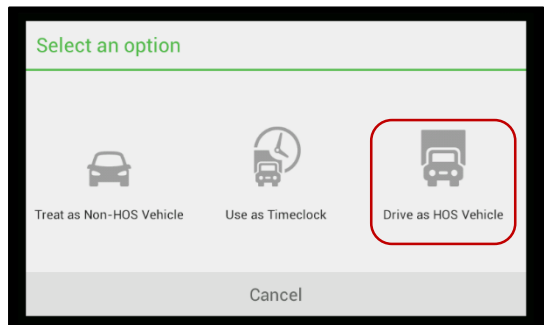 Select an option
Treat as Non-HOS Vehicle
Use as Timeclock
Drive as HOS Vehicle
Cancel